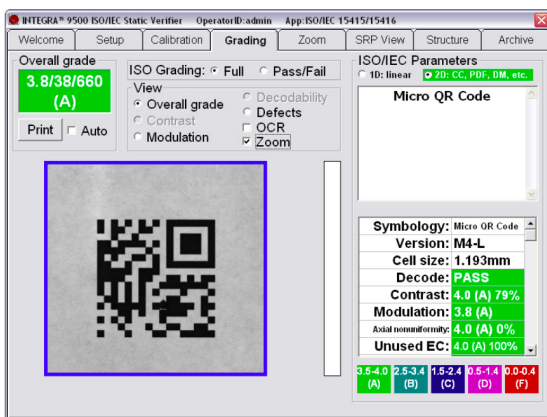 INTEGRA™ 9500 ISO/IEC Static Verifier OperatorID:admin App:ISO/IEC 15415/15416
Welcome Setup Calibration Grading Zoom SRP View Structure Archive
Overall grade
3.8/38/660
(A)
Print Auto
ISO Grading: Full Pass/Fail
View
Overall grade
Contrast
Modulation
Decodability
Defects
OCR
Zoom
ISO/IEC Parameters
1D: linear 2D: CC, PDF, DM, etc.
Micro QR Code
Symbology: Micro QR Code
Version: M4-L
Cell size: 1.193mm
Decode: PASS
Contrast: 4.0 (A) 79%
Modulation: 3.8 (A)
Axial nonuniformity: 4.0 (A) 0%
Unused EC: 4.0 (A) 100%
3.5-4.0 2.5-3.4 1.5-2.4 0.5-1.4 0.0-0.4
(A) (B) (C) (D) (F)